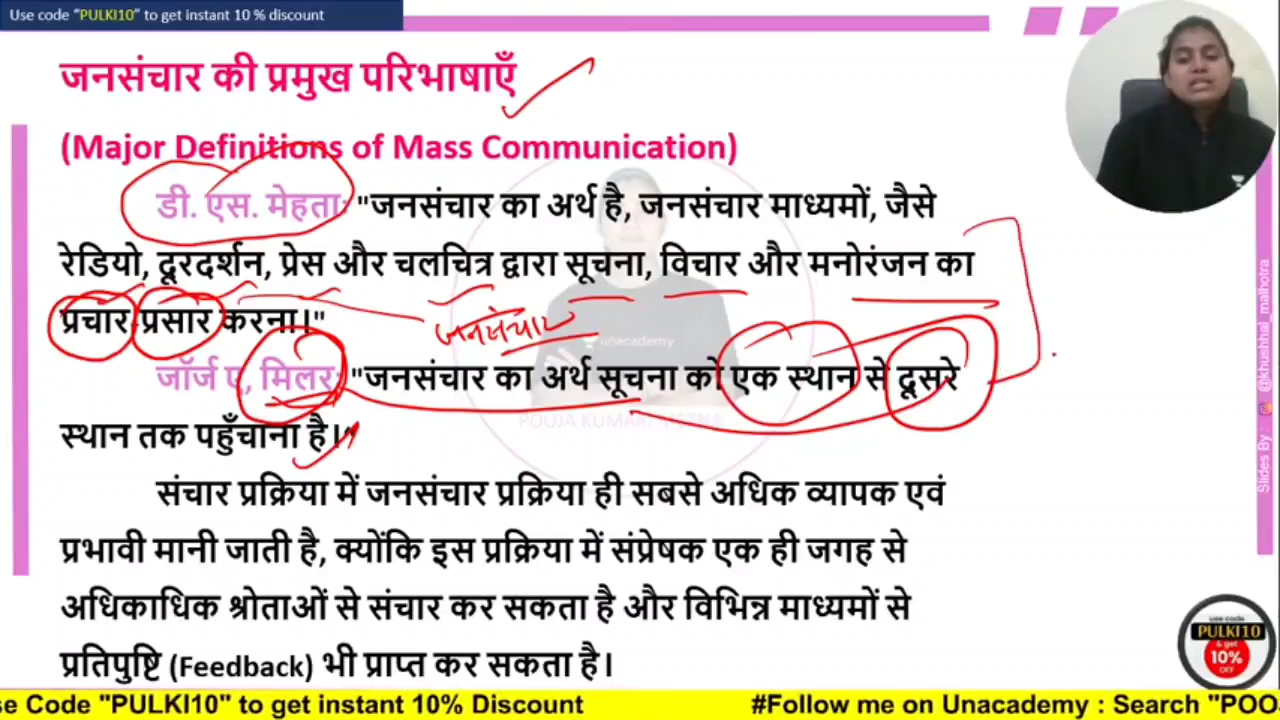 Use code “PULKI10” to get instant 10 % discount
जनसंचार की प्रमुख परिभाषाएँ
(Major Definitions of Mass Communication)
डी. एस. मेहता: "जनसंचार का अर्थ है, जनसंचार माध्यमों, जैसे
रेडियो, दूरदर्शन, प्रेस और चलचित्र द्वारा सूचना, विचार और मनोरंजन का
प्रचार प्रसार करना।"
जनसंचार
unacademy
जॉर्ज ए, मिलर: "जनसंचार का अर्थ सूचना को एक स्थान से दूसरे
स्थान तक पहुँचाना है।"
संचार प्रक्रिया में जनसंचार प्रक्रिया ही सबसे अधिक व्यापक एवं
प्रभावी मानी जाती है, क्योंकि इस प्रक्रिया में संप्रेषक एक ही जगह से
अधिकाधिक श्रोताओं से संचार कर सकता है और विभिन्न माध्यमों से
प्रतिपुष्टि (Feedback) भी प्राप्त कर सकता है।
Slides By : @khushhal_malhotra
use code
PULKI10
& get
10%
OFF
se Code "PULKI10" to get instant 10% Discount
#Follow me on Unacademy : Search "POO